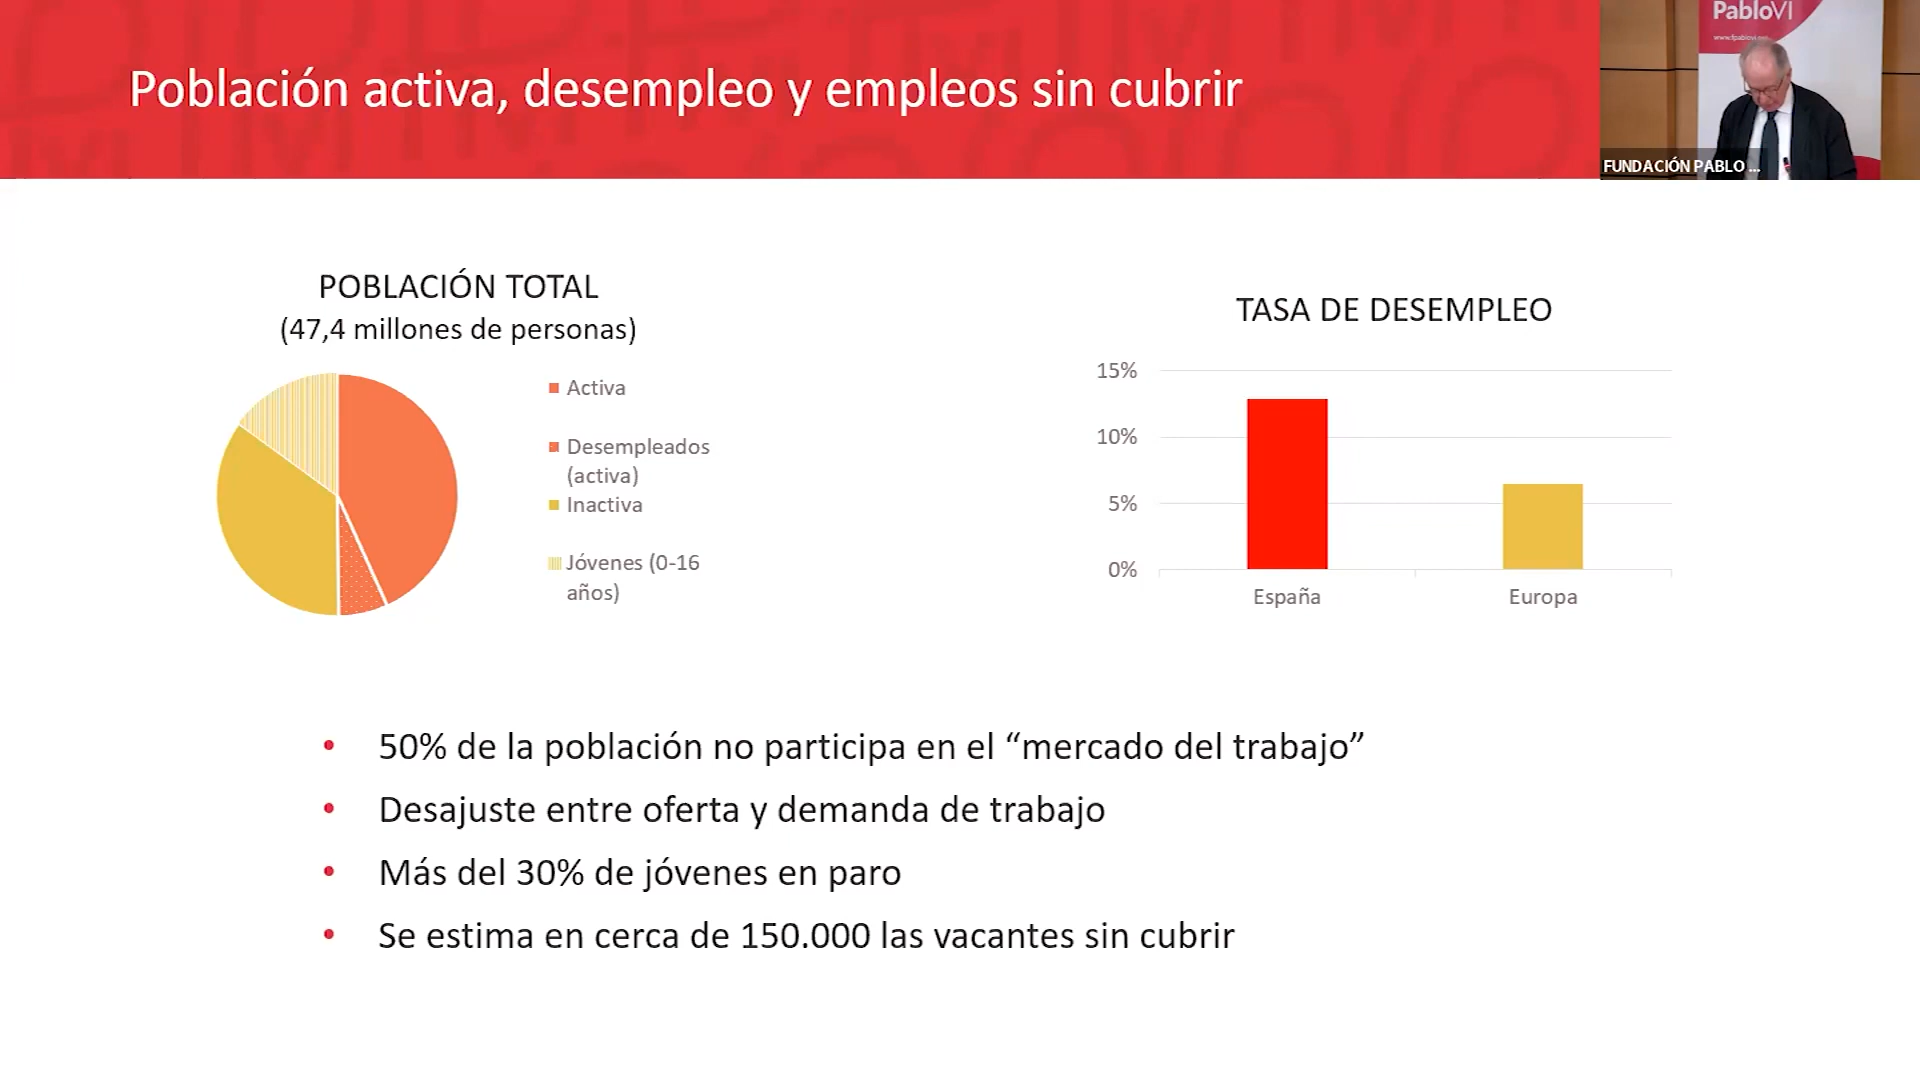 Población activa, desempleo y empleos sin cubrir
PabloVI
FUNDACIÓN PABLO ...
POBLACIÓN TOTAL
(47,4 millones de personas)
Activa
Desempleados
(activa)
Inactiva
Jóvenes (0-16
años)
TASA DE DESEMPLEO
15%
10%
5%
0%
España
Europa
• 50% de la población no participa en el “mercado del trabajo”
• Desajuste entre oferta y demanda de trabajo
• Más del 30% de jóvenes en paro
• Se estima en cerca de 150.000 las vacantes sin cubrir